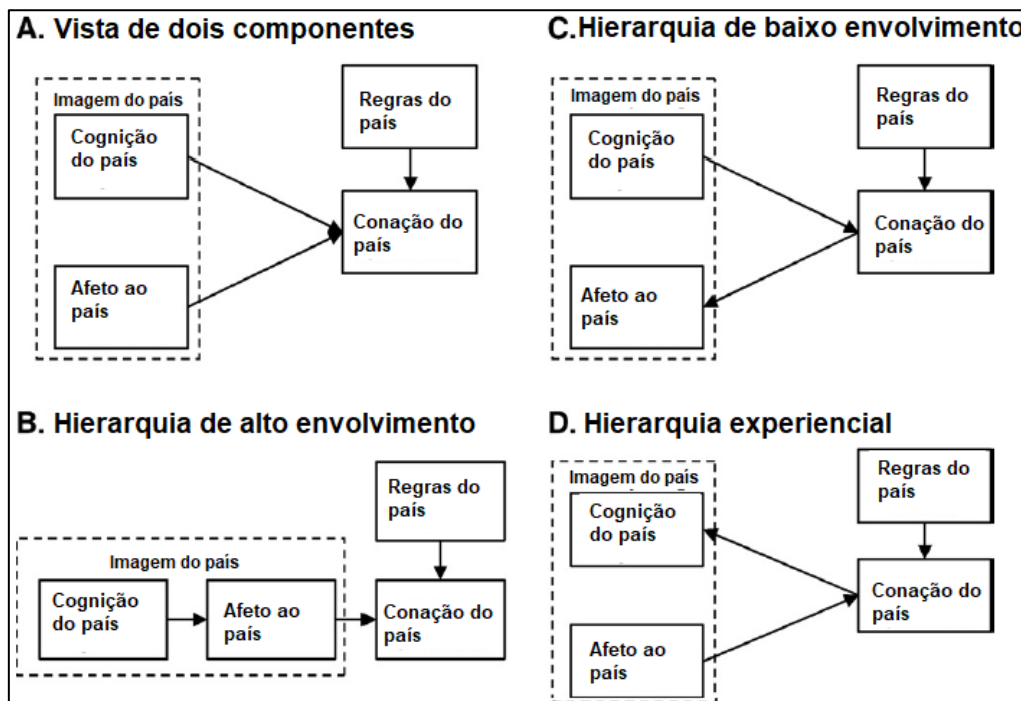 A. Vista de dois componentes
Imagem do país
Cognição
do país
Afeto ao
país
Regras do
país
Conação do
país
B. Hierarquia de alto envolvimento
Imagem do país
Cognição
do país
Afeto ao
país
Regras do
país
Conação do
país
C.Hierarquia de baixo envolvimento
Imagem do país
Cognição
do país
Afeto ao
país
Regras do
país
Conação do
país
D. Hierarquia experiencial
Imagem do país
Cognição
do país
Afeto ao
país
Regras do
país
Conação do
país